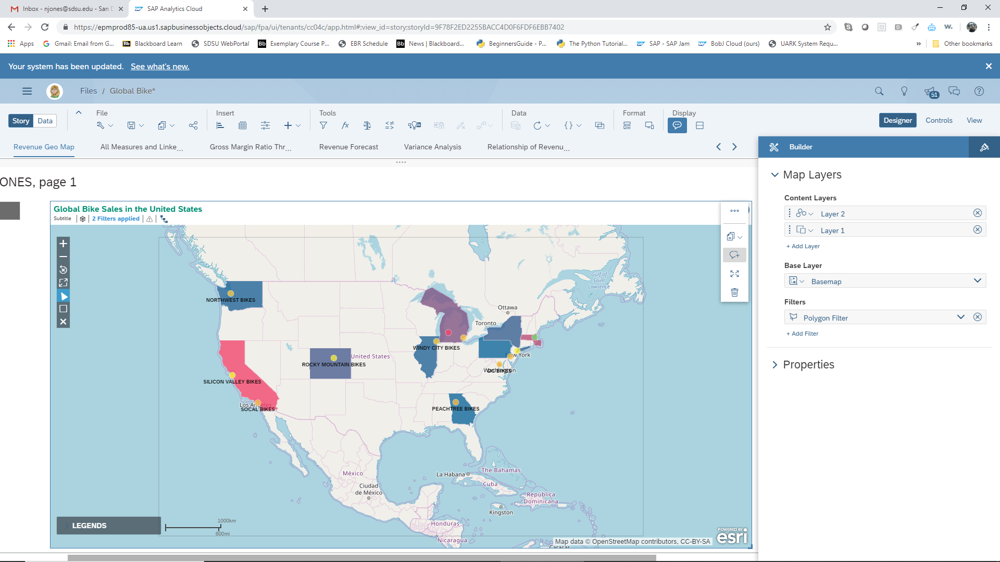 Inbox - njones@sdsu.edu - San D
SAP Analytics Cloud
https://epmprod85-ua.us1.sapbusinessobjects.cloud/sap/fpa/ui/tenants/cc04c/app.html#;view_id=story;storyId=9F78F2ED2255BACC4D0F6FDF6EBB7402
Apps
Gmail: Email from G...
Blackboard Learn
SDSU WebPortal
Exemplary Course P...
EBR Schedule
News | Blackboard...
BeginnersGuide - P...
The Python Tutorial...
SAP - SAP Jam
BobJ Cloud (ours)
UARK System Requ...
Other bookmarks
Your system has been updated. See what's new.
Files / Global Bike*
51
Story Data
File
Insert
Tools
Data
Format
Display
Designer
Controls
View
Revenue Geo Map
All Measures and Linke...
Gross Margin Ratio Thr...
Revenue Forecast
Variance Analysis
Relationship of Revenu...
Builder
ONES, page 1
Map Layers
Content Layers
Layer 2
Layer 1
+ Add Layer
Base Layer
Basemap
Filters
Polygon Filter
+ Add Filter
Properties
Global Bike Sales in the United States
Subtitle
2 Filters applied
Gulf of
Saint
Lawrence
NORTHWEST BIKES
Ottawa
Toronto
WINDY CITY BIKES
United States
ROCKY MOUNTAIN BIKES
New York
Washington
DC BIKES
SILICON VALLEY BIKES
Los Angeles
SOCAL BIKES
PEACHTREE BIKES
México
Ciudad
de México
La Habana
The Bahamas
Cuba
República
Dominicana
Kingston
Honduras
Nicaragua
Caracas
LEGENDS
1000km
600mi
Map data © OpenStreetMap contributors, CC-BY-SA
POWERED BY
esri